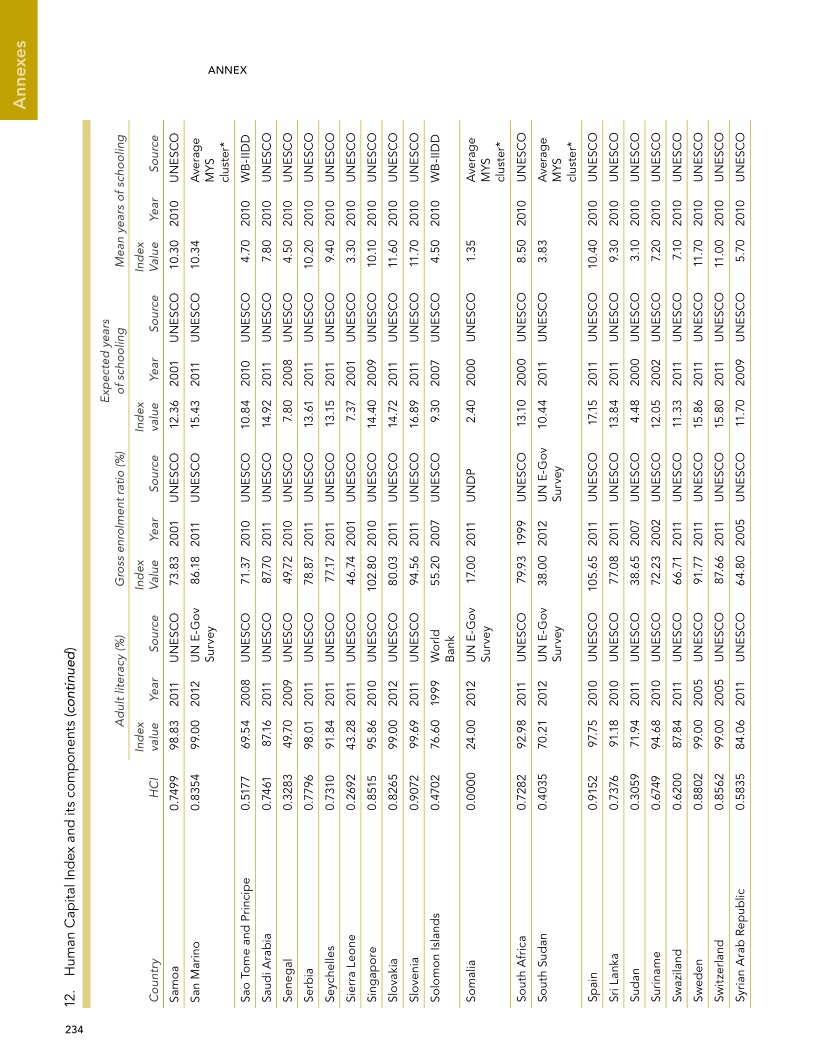 Annexes
ANNEX
12. Human Capital Index and its components (continued)
Adult literacy (%) Gross enrolment ratio (%) Expected years of schooling Mean years of schooling
Country HCI Index value Year Source Index Value Year Source Index value Year Source Index Value Year Source
Samoa 0.7499 98.83 2011 UNESCO 73.83 2001 UNESCO 12.36 2001 UNESCO 10.30 2010 UNESCO
San Marino 0.8354 99.00 2012 UN E-Gov Survey 86.18 2011 UNESCO 15.43 2011 UNESCO 10.34 Average MYS cluster*
Sao Tome and Principe 0.5177 69.54 2008 UNESCO 71.37 2010 UNESCO 10.84 2010 UNESCO 4.70 2010 WB-IIDD
Saudi Arabia 0.7461 87.16 2011 UNESCO 87.70 2011 UNESCO 14.92 2011 UNESCO 7.80 2010 UNESCO
Senegal 0.3283 49.70 2009 UNESCO 49.72 2010 UNESCO 7.80 2008 UNESCO 4.50 2010 UNESCO
Serbia 0.7796 98.01 2011 UNESCO 78.87 2011 UNESCO 13.61 2011 UNESCO 10.20 2010 UNESCO
Seychelles 0.7310 91.84 2011 UNESCO 77.17 2011 UNESCO 13.15 2011 UNESCO 9.40 2010 UNESCO
Sierra Leone 0.2692 43.28 2011 UNESCO 46.74 2001 UNESCO 7.37 2001 UNESCO 3.30 2010 UNESCO
Singapore 0.8515 95.86 2010 UNESCO 102.80 2010 UNESCO 14.40 2009 UNESCO 10.10 2010 UNESCO
Slovakia 0.8265 99.00 2012 UNESCO 80.03 2011 UNESCO 14.72 2011 UNESCO 11.60 2010 UNESCO
Slovenia 0.9072 99.69 2011 UNESCO 94.56 2011 UNESCO 16.89 2011 UNESCO 11.70 2010 UNESCO
Solomon Islands 0.4702 76.60 1999 World Bank 55.20 2007 UNESCO 9.30 2007 UNESCO 4.50 2010 WB-IIDD
Somalia 0.0000 24.00 2012 UN E-Gov Survey 17.00 2011 UNDP 2.40 2000 UNESCO 1.35 Average MYS cluster*
South Africa 0.7282 92.98 2011 UNESCO 79.93 1999 UNESCO 13.10 2000 UNESCO 8.50 2010 UNESCO
South Sudan 0.4035 70.21 2012 UN E-Gov Survey 38.00 2012 UN E-Gov Survey 10.44 2011 UNESCO 3.83 Average MYS cluster*
Spain 0.9152 97.75 2010 UNESCO 105.65 2011 UNESCO 17.15 2011 UNESCO 10.40 2010 UNESCO
Sri Lanka 0.7376 91.18 2010 UNESCO 77.08 2011 UNESCO 13.84 2011 UNESCO 9.30 2010 UNESCO
Sudan 0.3059 71.94 2011 UNESCO 38.65 2007 UNESCO 4.48 2000 UNESCO 3.10 2010 UNESCO
Suriname 0.6749 94.68 2010 UNESCO 72.23 2002 UNESCO 12.05 2002 UNESCO 7.20 2010 UNESCO
Swaziland 0.6200 87.84 2011 UNESCO 66.71 2011 UNESCO 11.33 2011 UNESCO 7.10 2010 UNESCO
Sweden 0.8802 99.00 2005 UNESCO 91.77 2011 UNESCO 15.86 2011 UNESCO 11.70 2010 UNESCO
Switzerland 0.8562 99.00 2005 UNESCO 87.66 2011 UNESCO 15.80 2011 UNESCO 11.00 2010 UNESCO
Syrian Arab Republic 0.5835 84.06 2011 UNESCO 64.80 2005 UNESCO 11.70 2009 UNESCO 5.70 2010 UNESCO
234